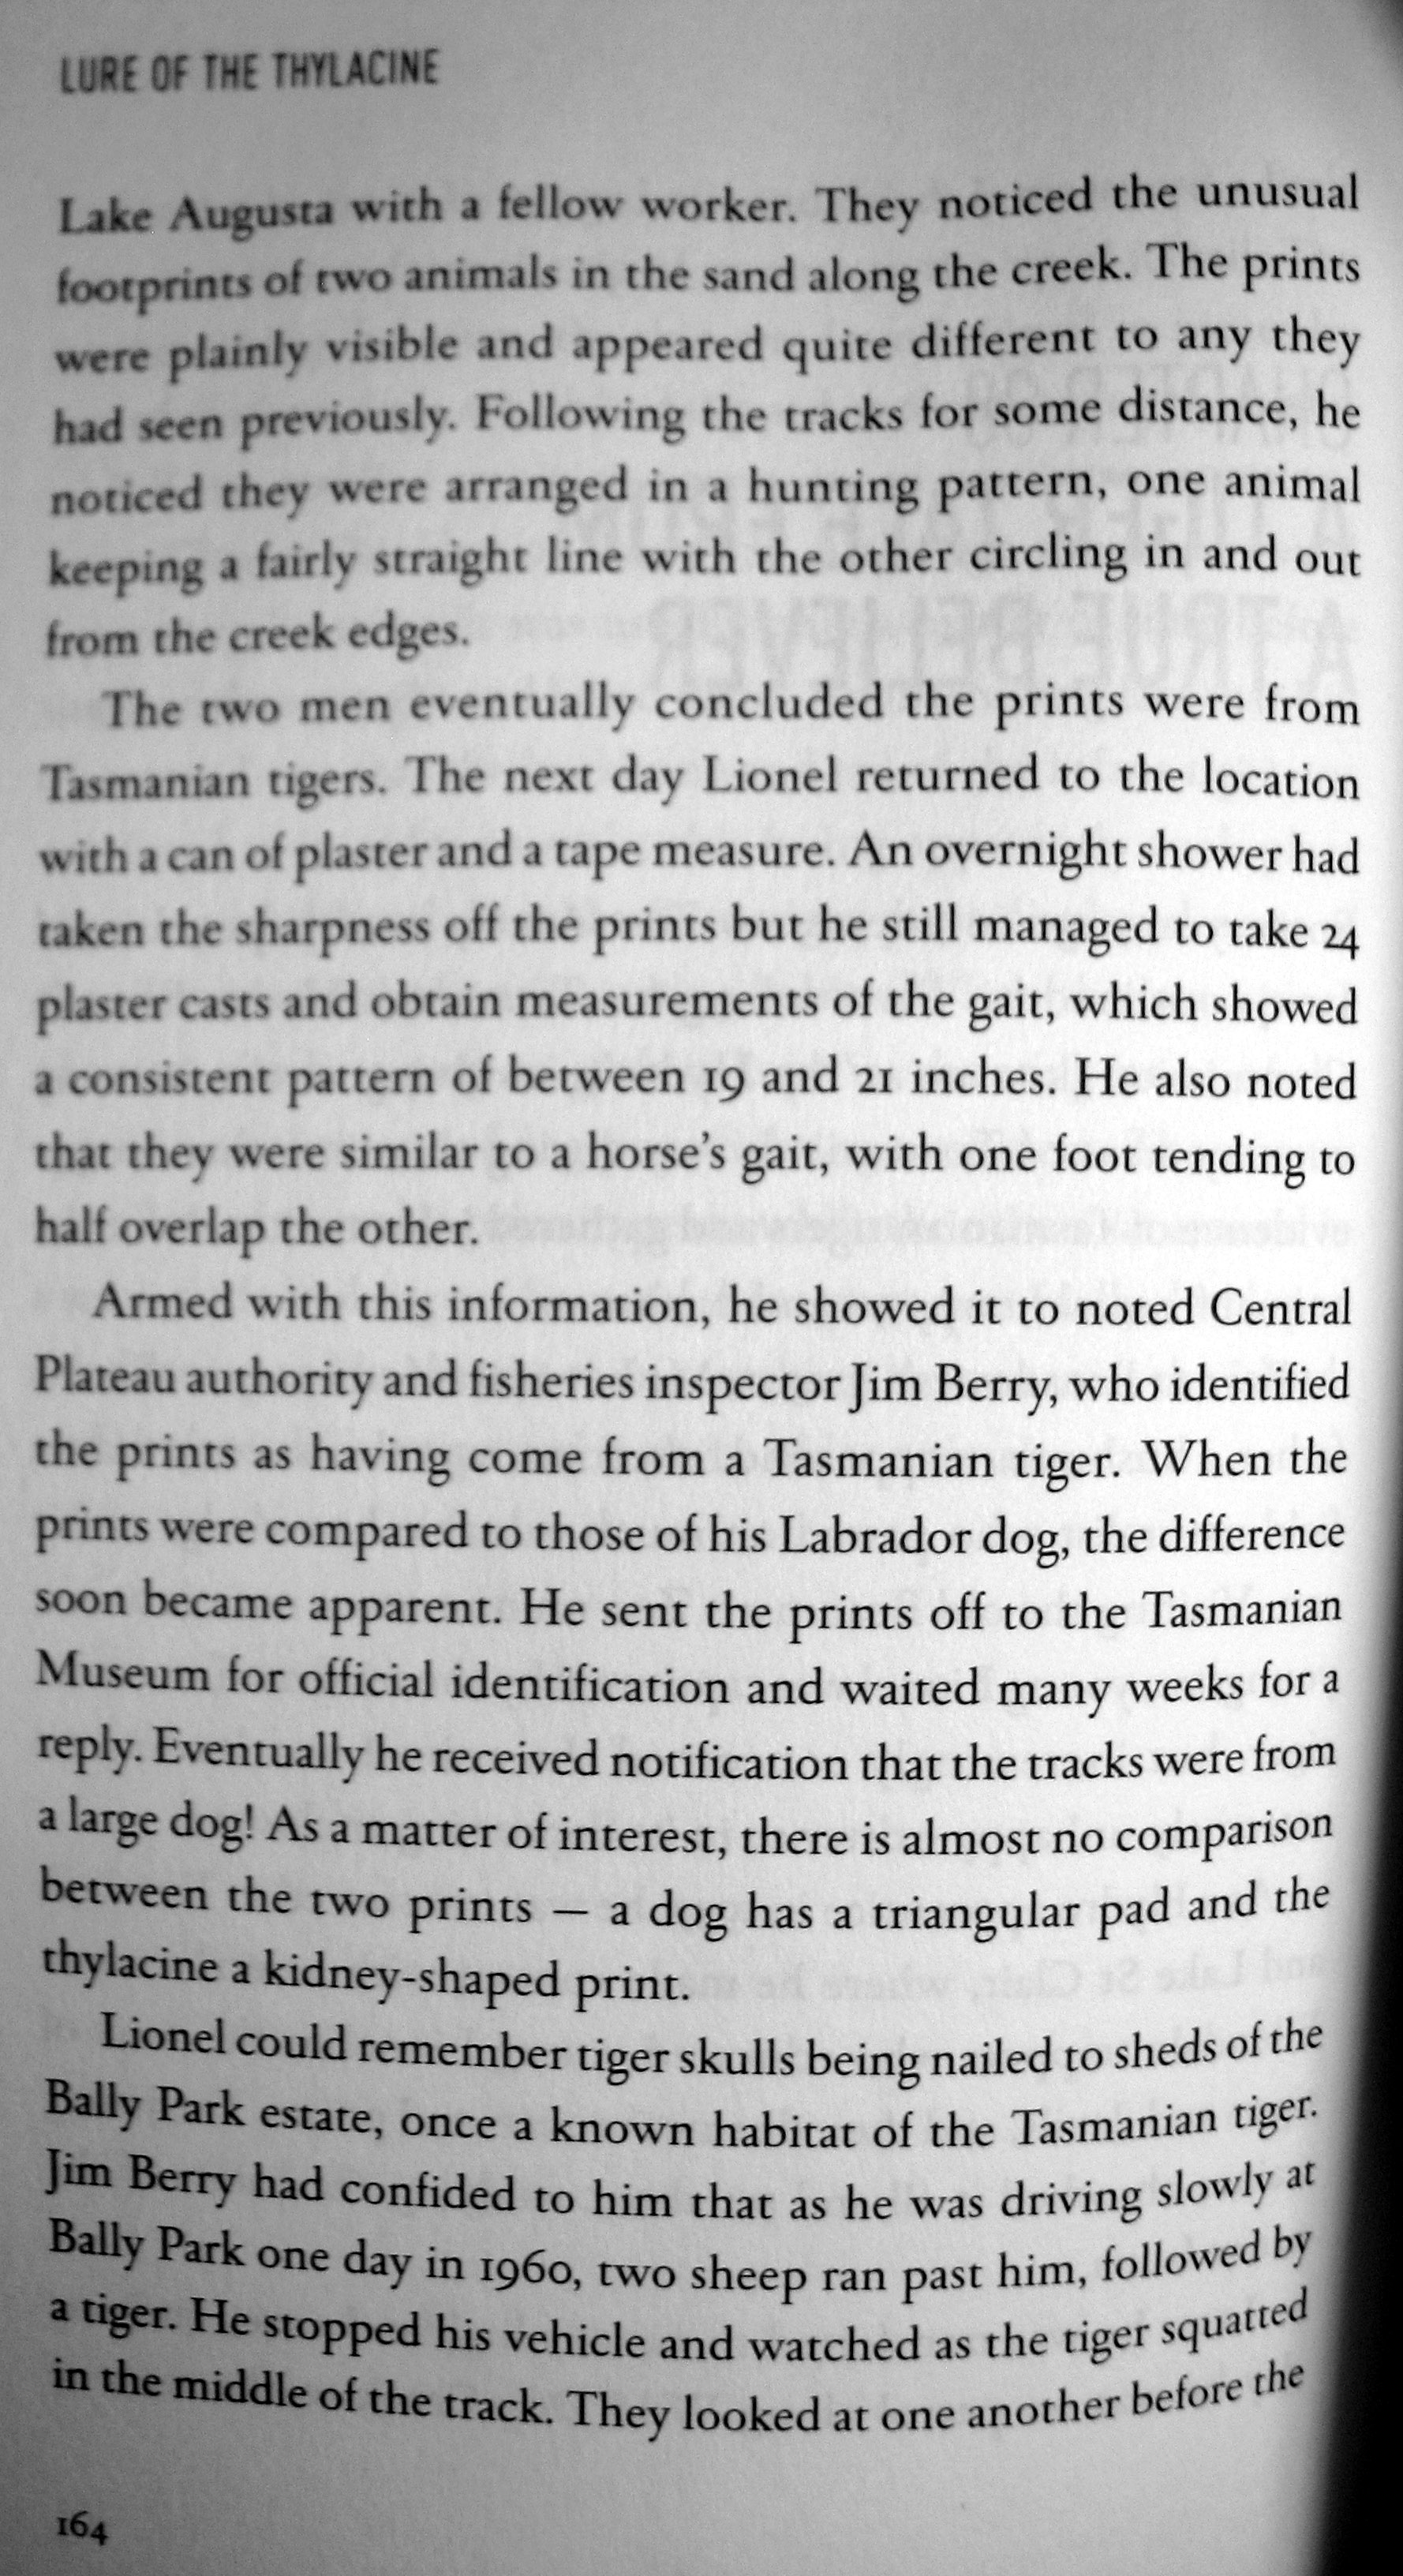 LURE OF THE THYLACINE
Lake Augusta with a fellow worker. They noticed the unusual
footprints of two animals in the sand along the creek. The prints
were plainly visible and appeared quite different to any they
had seen previously. Following the tracks for some distance, he
noticed they were arranged in a hunting pattern, one animal
keeping a fairly straight line with the other circling in and out
from the creek edges.
The two men eventually concluded the prints were from
Tasmanian tigers. The next day Lionel returned to the location
with a can of plaster and a tape measure. An overnight shower had
taken the sharpness off the prints but he still managed to take 24
plaster casts and obtain measurements of the gait, which showed
a consistent pattern of between 19 and 21 inches. He also noted
that they were similar to a horse's gait, with one foot tending to
half overlap the other.
Armed with this information, he showed it to noted Central
Plateau authority and fisheries inspector Jim Berry, who identified
the prints as having come from a Tasmanian tiger. When the
prints were compared to those of his Labrador dog, the difference
soon became apparent. He sent the prints off to the Tasmanian
Museum for official identification and waited many weeks for a
reply. Eventually he received notification that the tracks were from
a large dog! As a matter of interest, there is almost no comparison
between the two prints — a dog has a triangular pad and the
thylacine a kidney-shaped print.
Lionel could remember tiger skulls being nailed to sheds of the
Bally Park estate, once a known habitat of the Tasmanian tiger.
Jim Berry had confided to him that as he was driving slowly at
Bally Park one day in 1960, two sheep ran past him, followed by
a tiger. He stopped his vehicle and watched as the tiger squatted
in the middle of the track. They looked at one another before the
164